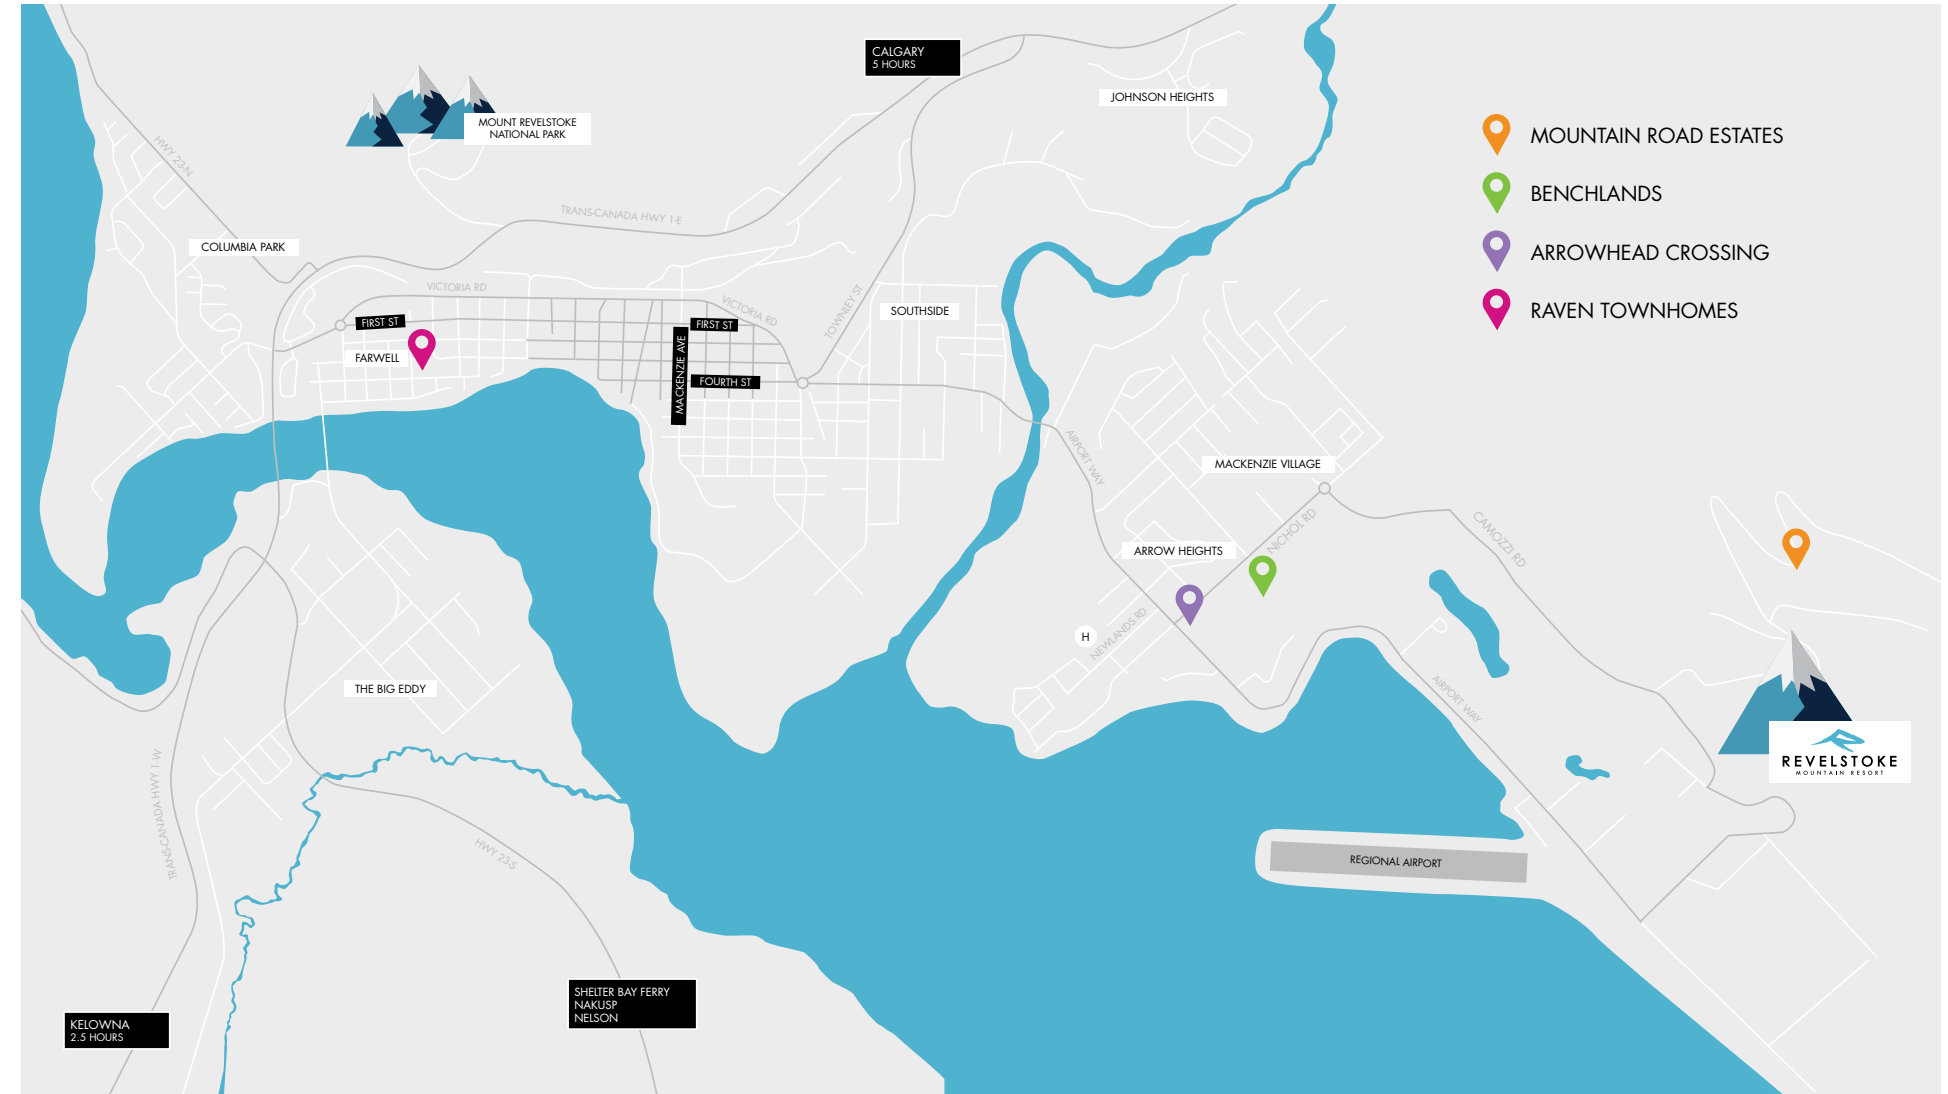 CALGARY
5 HOURS
JOHNSON HEIGHTS
MOUNT REVELSTOKE
NATIONAL PARK
HWY 23-N
TRANS-CANADA HWY 1-E
COLUMBIA PARK
MOUNTAIN ROAD ESTATES
BENCHLANDS
ARROWHEAD CROSSING
RAVEN TOWNHOMES
VICTORIA RD
VICTORIA RD
TOWNLEY ST
SOUTHSIDE
FIRST ST
FIRST ST
FARWELL
MACKENZIE AVE
FOURTH ST
AIRPORT WAY
MACKENZIE VILLAGE
NICHOL RD
CAMOZZI RD
ARROW HEIGHTS
H
NEWLANDS RD
THE BIG EDDY
AIRPORT WAY
REVELSTOKE
MOUNTAIN RESORT
TRANS-CANADA HWY 1-W
HWY 23-S
REGIONAL AIRPORT
SHELTER BAY FERRY
NAKUSP
NELSON
KELOWNA
2.5 HOURS